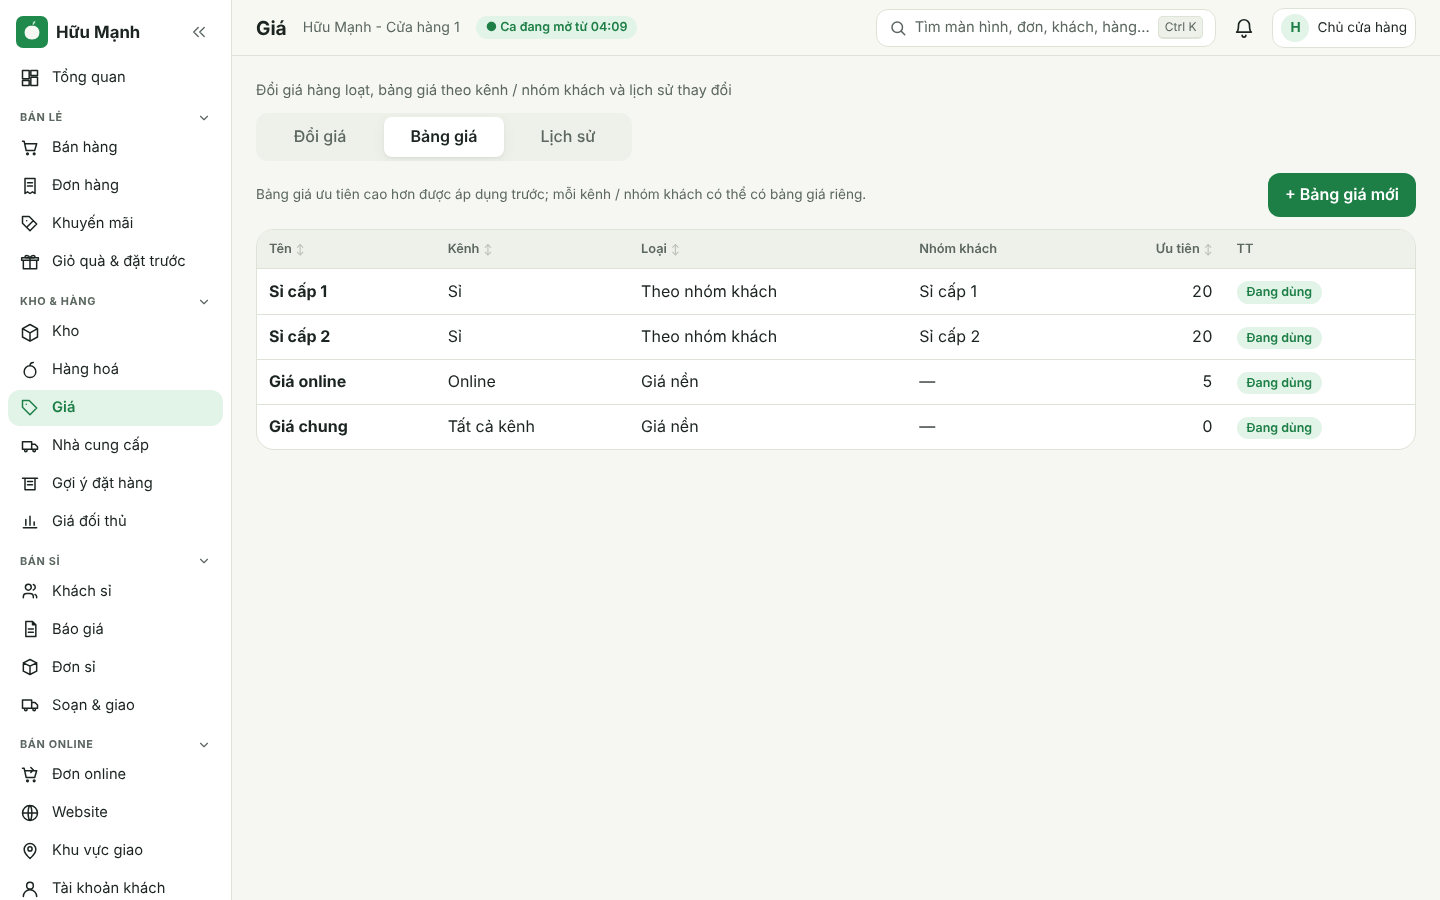 Hữu Mạnh
Tổng quan
BÁN LẺ
Bán hàng
Đơn hàng
Khuyến mãi
Giỏ quà & đặt trước
KHO & HÀNG
Kho
Hàng hoá
Giá
Nhà cung cấp
Gợi ý đặt hàng
Giá đối thủ
BÁN SỈ
Khách sỉ
Báo giá
Đơn sỉ
Soạn & giao
BÁN ONLINE
Đơn online
Website
Khu vực giao
Tài khoản khách
Giá Hữu Mạnh - Cửa hàng 1 Ca đang mở từ 04:09 Tìm màn hình, đơn, khách, hàng... Ctrl K H Chủ cửa hàng
Đổi giá hàng loạt, bảng giá theo kênh / nhóm khách và lịch sử thay đổi
Đổi giá Bảng giá Lịch sử
Bảng giá ưu tiên cao hơn được áp dụng trước; mỗi kênh / nhóm khách có thể có bảng giá riêng. + Bảng giá mới
Tên Kênh Loại Nhóm khách Ưu tiên TT
Sỉ cấp 1 Sỉ Theo nhóm khách Sỉ cấp 1 20 Đang dùng
Sỉ cấp 2 Sỉ Theo nhóm khách Sỉ cấp 2 20 Đang dùng
Giá online Online Giá nền — 5 Đang dùng
Giá chung Tất cả kênh Giá nền — 0 Đang dùng